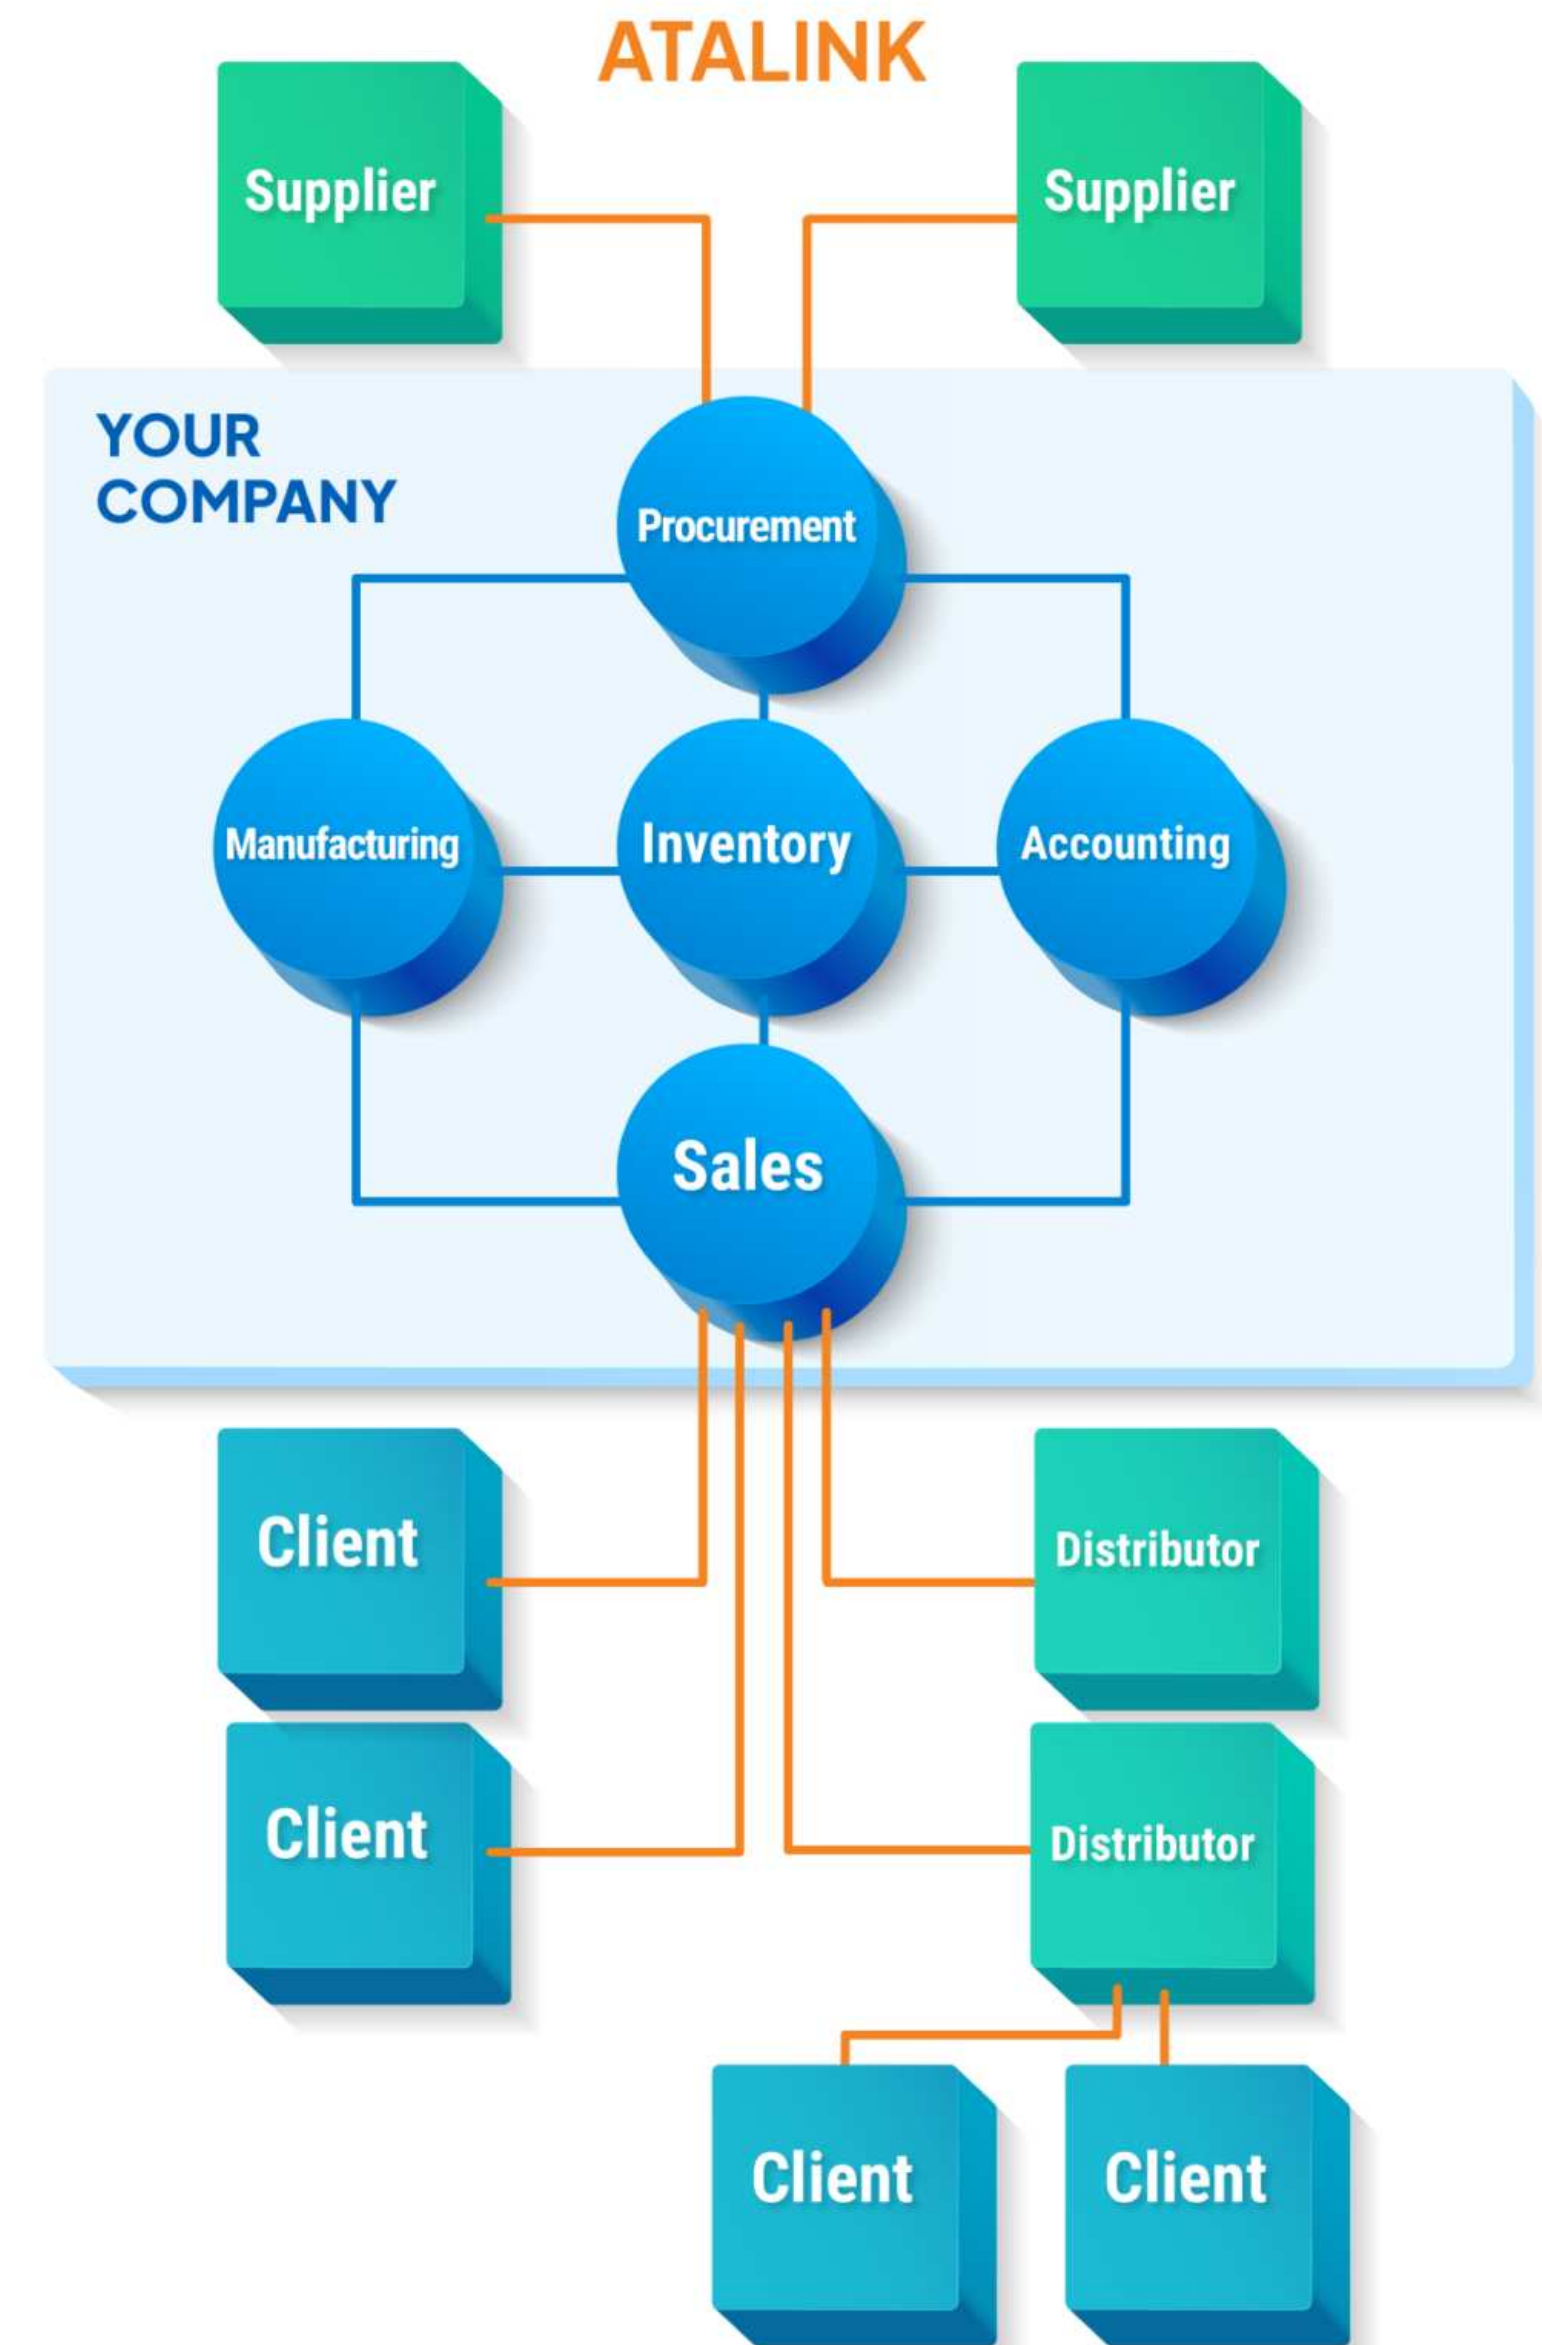 ATALINK
Supplier
Supplier
YOUR
COMPANY
Procurement
Manufacturing
Inventory
Accounting
Sales
Client
Distributor
Client
Distributor
Client
Client